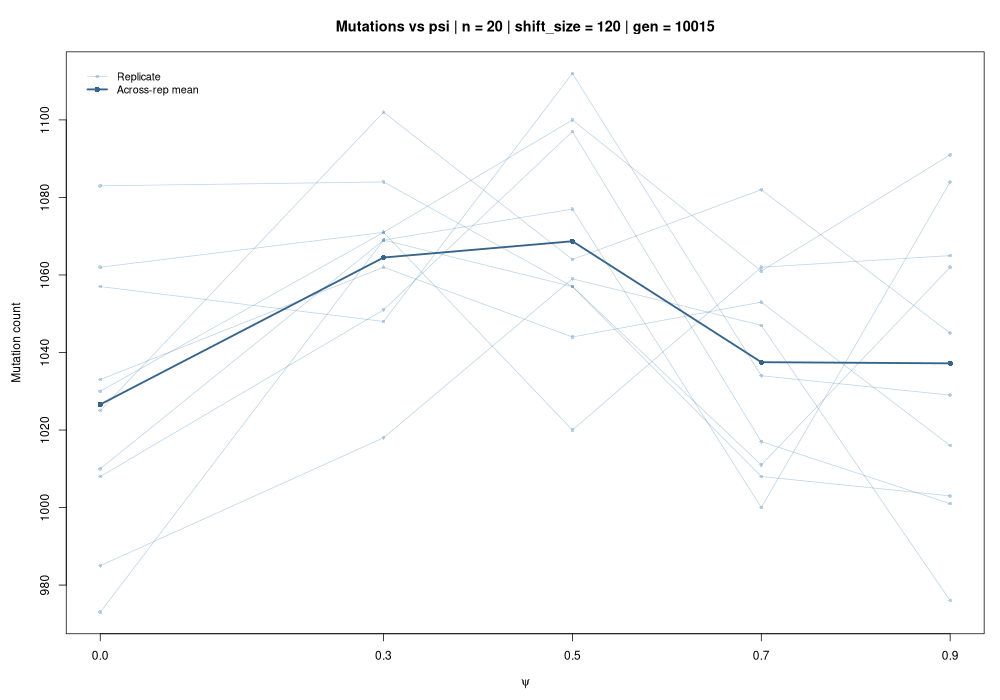 Mutations vs psi | n = 20 | shift_size = 120 | gen = 10015
Replicate
Across-rep mean
Mutation count
1100
1080
1060
1040
1020
1000
980
0.0 0.3 0.5 0.7 0.9
ψ